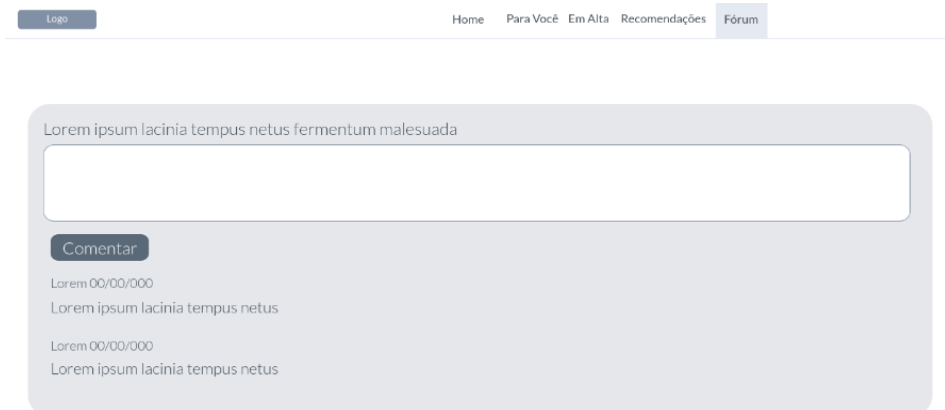 Logo Home Para Você Em Alta Recomendações Fórum
Lorem ipsum lacinia tempus netus fermentum malesuada
Comentar
Lorem 00/00/000
Lorem ipsum lacinia tempus netus
Lorem 00/00/000
Lorem ipsum lacinia tempus netus